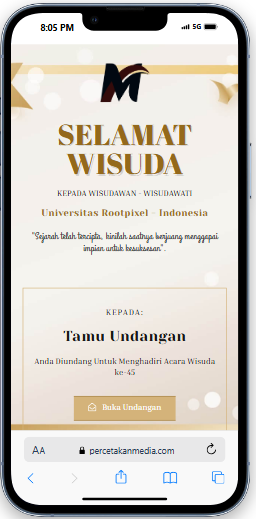 8:05 PM
5G
SELAMAT
WISUDA
KEPADA WISUDAWAN - WISUDAWATI
Universitas Rootpixel - Indonesia
"Sejarah telah tercipta, kinilah saatnya berjuang menggapai
impian untuk kesuksesan".
KEPADA:
Tamu Undangan
Anda Diundang Untuk Menghadiri Acara Wisuda
ke-45
Buka Undangan
AA
percetakanmedia.com